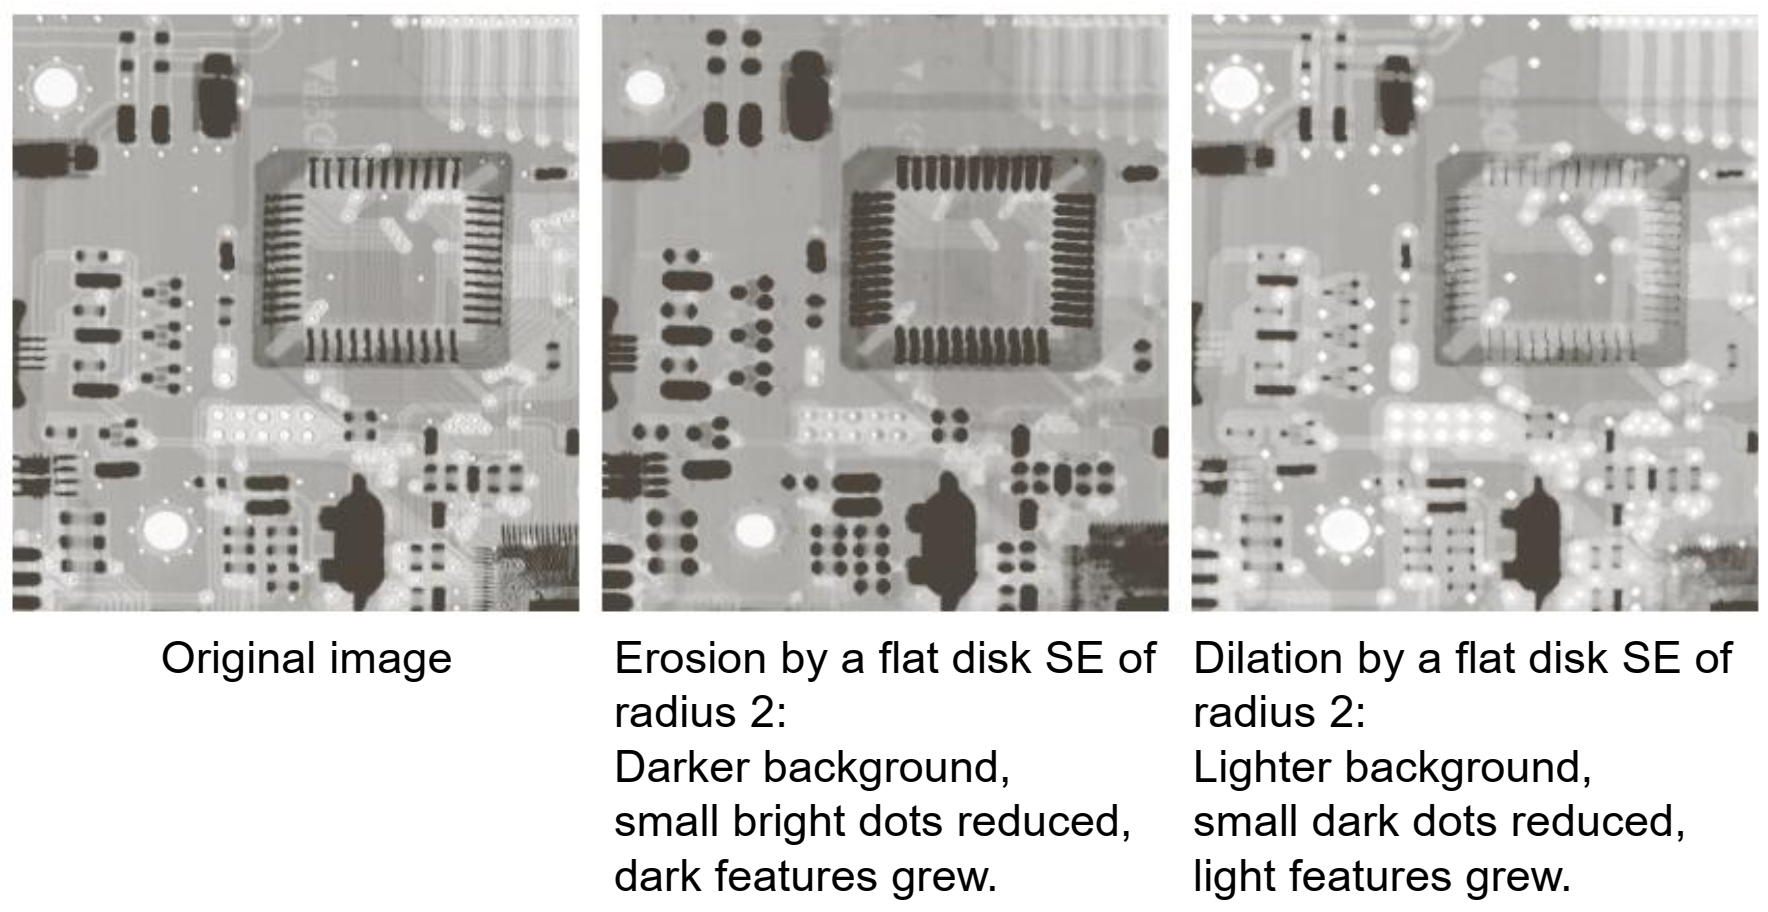 Original image
Erosion by a flat disk SE of
radius 2:
Darker background,
small bright dots reduced,
dark features grew.
Dilation by a flat disk SE of
radius 2:
Lighter background,
small dark dots reduced,
light features grew.